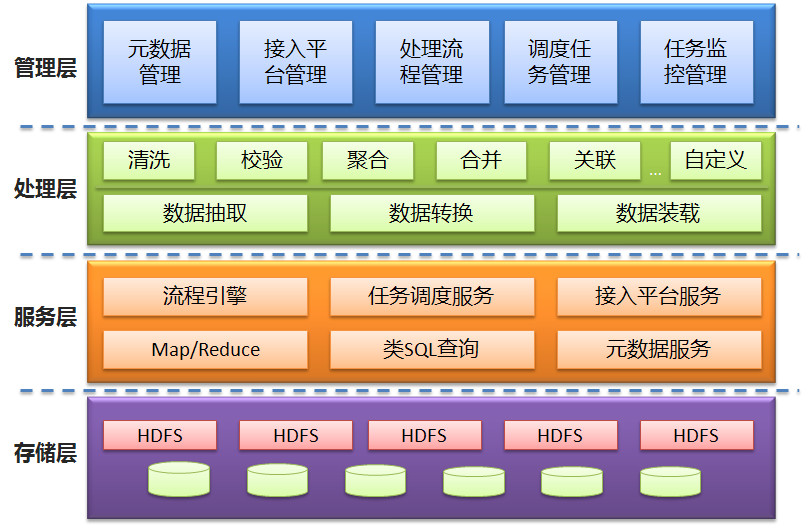 管理层
元数据
管理
接入平
台管理
处理流
程管理
调度任
务管理
任务监
控管理
处理层
清洗
校验
聚合
合并
关联
...
自定义
数据抽取
数据转换
数据装载
服务层
流程引擎
任务调度服务
接入平台服务
Map/Reduce
类SQL查询
元数据服务
存储层
HDFS
HDFS
HDFS
HDFS
HDFS